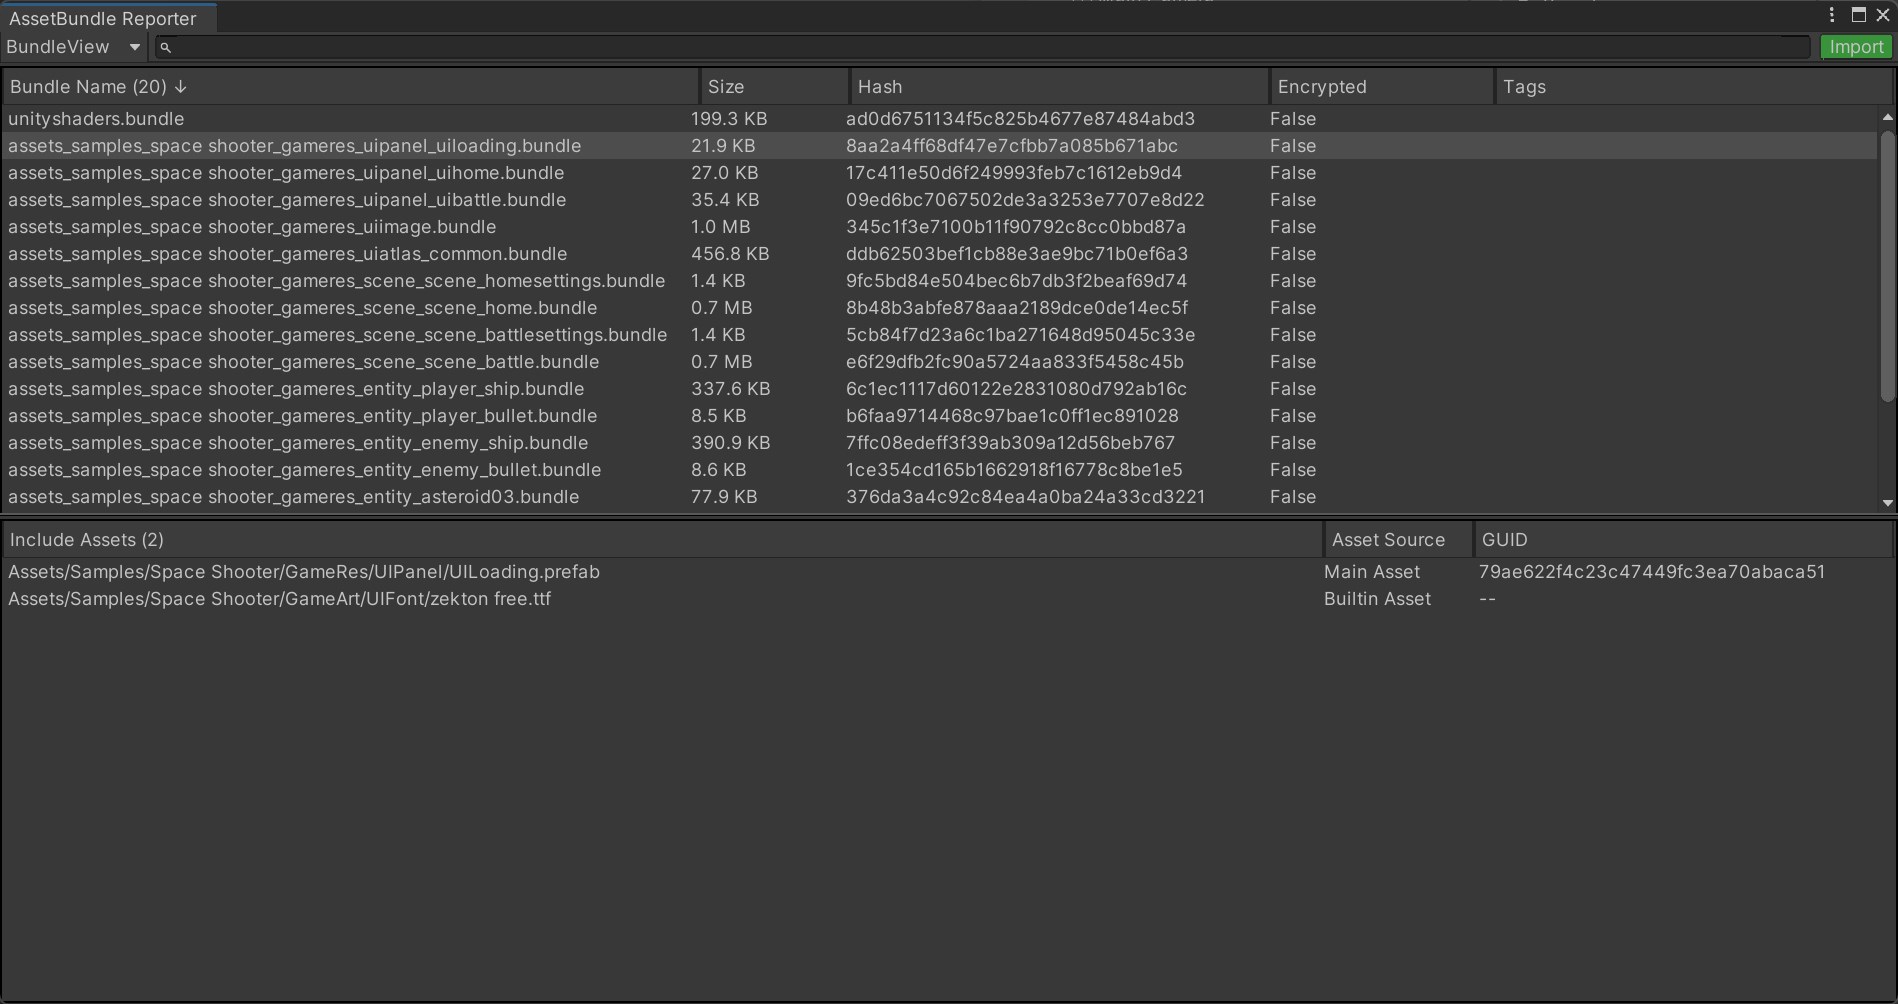 AssetBundle Reporter
BundleView Import
Bundle Name (20) ↓ Size Hash Encrypted Tags
unityshaders.bundle 199.3 KB ad0d6751134f5c825b4677e87484abd3 False
assets_samples_space shooter_gameres_uipanel_uiloading.bundle 21.9 KB 8aa2a4ff68df47e7cfbb7a085b671abc False
assets_samples_space shooter_gameres_uipanel_uihome.bundle 27.0 KB 17c411e50d6f249993feb7c1612eb9d4 False
assets_samples_space shooter_gameres_uipanel_uibattle.bundle 35.4 KB 09ed6bc7067502de3a3253e7707e8d22 False
assets_samples_space shooter_gameres_uiimage.bundle 1.0 MB 345c1f3e7100b11f90792c8cc0bbd87a False
assets_samples_space shooter_gameres_uiatlas_common.bundle 456.8 KB ddb62503bef1cb88e3ae9bc71b0ef6a3 False
assets_samples_space shooter_gameres_scene_scene_homesettings.bundle 1.4 KB 9fc5bd84e504bec6b7db3f2beaf69d74 False
assets_samples_space shooter_gameres_scene_scene_home.bundle 0.7 MB 8b48b3abfe878aaa2189dce0de14ec5f False
assets_samples_space shooter_gameres_scene_scene_battlesettings.bundle 1.4 KB 5cb84f7d23a6c1ba271648d95045c33e False
assets_samples_space shooter_gameres_scene_scene_battle.bundle 0.7 MB e6f29dfb2fc90a5724aa833f5458c45b False
assets_samples_space shooter_gameres_entity_player_ship.bundle 337.6 KB 6c1ec1117d60122e2831080d792ab16c False
assets_samples_space shooter_gameres_entity_player_bullet.bundle 8.5 KB b6faa9714468c97bae1c0ff1ec891028 False
assets_samples_space shooter_gameres_entity_enemy_ship.bundle 390.9 KB 7ffc08edeff3f39ab309a12d56beb767 False
assets_samples_space shooter_gameres_entity_enemy_bullet.bundle 8.6 KB 1ce354cd165b1662918f16778c8be1e5 False
assets_samples_space shooter_gameres_entity_asteroid03.bundle 77.9 KB 376da3a4c92c84ea4a0ba24a33cd3221 False
Include Assets (2) Asset Source GUID
Assets/Samples/Space Shooter/GameRes/UIPanel/UILoading.prefab Main Asset 79ae622f4c23c47449fc3ea70abaca51
Assets/Samples/Space Shooter/GameArt/UIFont/zekton free.ttf Builtin Asset --